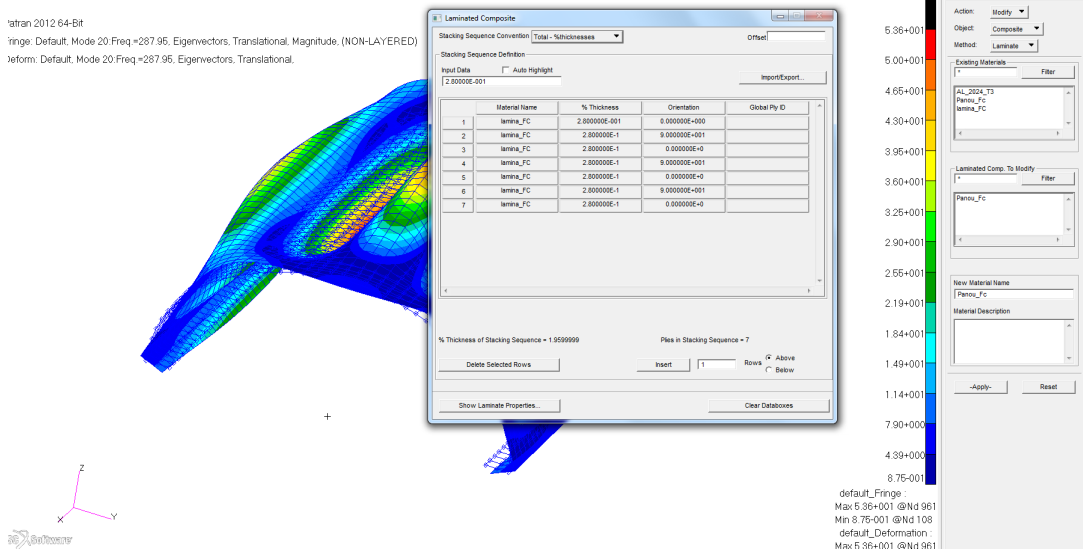 Patran 2012 64-Bit
Fringe: Default, Mode 20:Freq.=287.95, Eigenvectors, Translational, Magnitude, (NON-LAYERED)
Deform: Default, Mode 20:Freq.=287.95, Eigenvectors, Translational,
Laminated Composite
Stacking Sequence Convention Total - %thicknesses Offset
Stacking Sequence Definition
Input Data Auto Highlight
2.80000E-001 Import/Export...
Material Name % Thickness Orientation Global Ply ID
1 lamina_FC 2.800000E-001 0.000000E+000
2 lamina_FC 2.800000E-1 9.000000E+001
3 lamina_FC 2.800000E-1 0.000000E+0
4 lamina_FC 2.800000E-1 9.000000E+001
5 lamina_FC 2.800000E-1 0.000000E+0
6 lamina_FC 2.800000E-1 9.000000E+001
7 lamina_FC 2.800000E-1 0.000000E+0
% Thickness of Stacking Sequence = 1.9599999 Plies in Stacking Sequence = 7
Delete Selected Rows Insert 1 Rows Above
Below
Show Laminate Properties... Clear Databoxes
5.36+001
5.00+001
4.65+001
4.30+001
3.95+001
3.60+001
3.25+001
2.90+001
2.55+001
2.19+001
1.84+001
1.49+001
1.14+001
7.90+000
4.39+000
8.75-001
default_Fringe :
Max 5.36+001 @Nd 961
Min 8.75-001 @Nd 108
default_Deformation :
Max 5.36+001 @Nd 961
Action: Modify
Object: Composite
Method: Laminate
Existing Materials
* Filter
AL_2024_T3
Panou_Fc
lamina_FC
Laminated Comp. To Modify
* Filter
Panou_Fc
New Material Name
Panou_Fc
Material Description
-Apply- Reset
Z
X
Y
Software